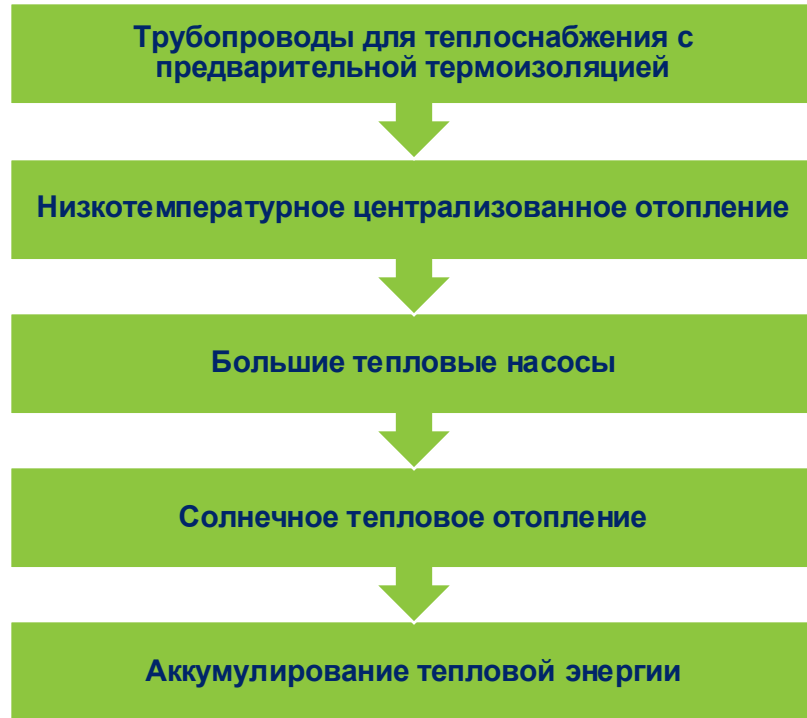 Трубопроводы для теплоснабжения с
предварительной термоизоляцией
Низкотемпературное централизованное отопление
Большие тепловые насосы
Солнечное тепловое отопление
Аккумулирование тепловой энергии